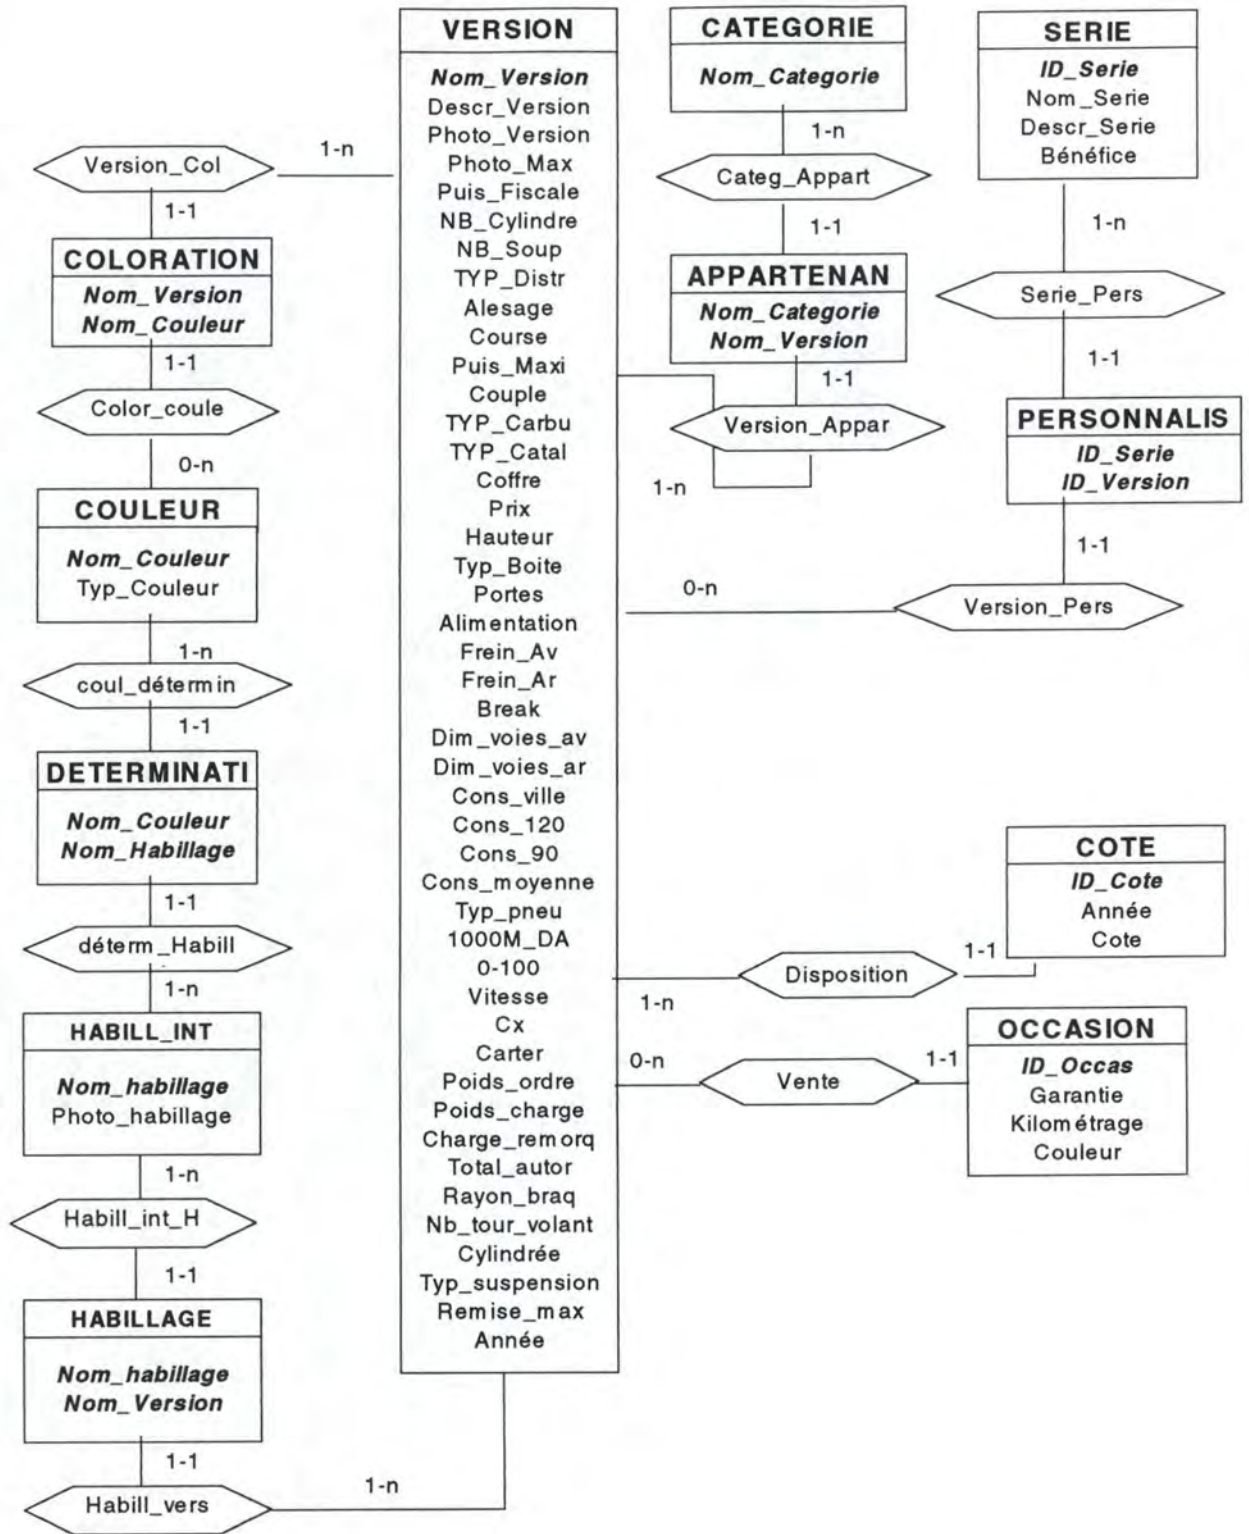 VERSION
Nom_Version
Descr_Version
Photo_Version
Photo_Max
Puis_Fiscale
NB_Cylindre
NB_Soup
TYP_Distr
Alesage
Course
Puis_Maxi
Couple
TYP_Carbu
TYP_Catal
Coffre
Prix
Hauteur
Typ_Boite
Portes
Alimentation
Frein_Av
Frein_Ar
Break
Dim_voies_av
Dim_voies_ar
Cons_ville
Cons_120
Cons_90
Cons_moyenne
Typ_pneu
1000M_DA
0-100
Vitesse
Cx
Carter
Poids_ordre
Poids_charge
Charge_remorq
Total_autor
Rayon_braq
Nb_tour_volant
Cylindrée
Typ_suspension
Remise_max
Année
Version_Col
1-n
1-1
COLORATION
Nom_Version
Nom_Couleur
1-1
Color_coule
0-n
COULEUR
Nom_Couleur
Typ_Couleur
1-n
coul_détermin
1-1
DETERMINATI
Nom_Couleur
Nom_Habillage
1-1
déterm_Habill
1-n
HABILL_INT
Nom_habillage
Photo_habillage
1-n
Habill_int_H
1-1
HABILLAGE
Nom_habillage
Nom_Version
1-1
Habill_vers
1-n
CATEGORIE
Nom_Categorie
1-n
Categ_Appart
1-1
APPARTENAN
Nom_Categorie
Nom_Version
1-1
Version_Appar
1-n
SERIE
ID_Serie
Nom_Serie
Descr_Serie
Bénéfice
1-n
Serie_Pers
1-1
PERSONNALIS
ID_Serie
ID_Version
1-1
Version_Pers
0-n
COTE
ID_Cote
Année
Cote
1-1
Disposition
1-n
OCCASION
ID_Occas
Garantie
Kilométrage
Couleur
1-1
Vente
0-n